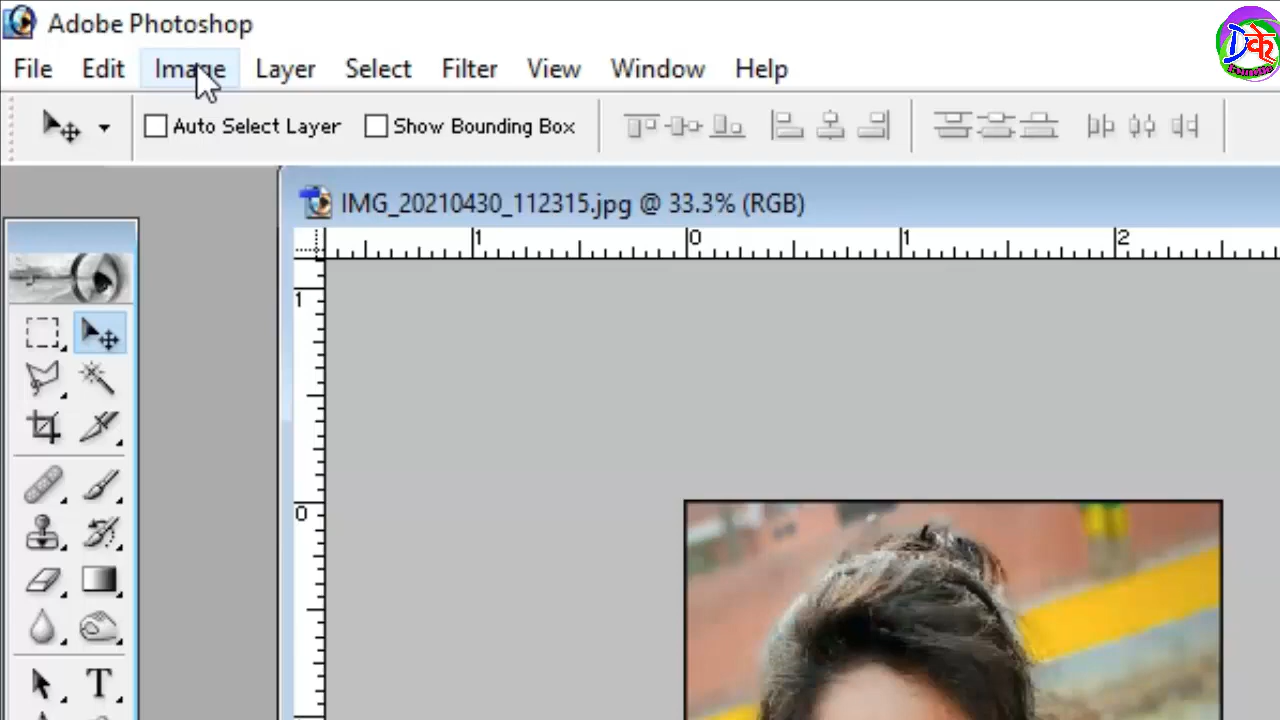 Adobe Photoshop
File Edit Image Layer Select Filter View Window Help
Auto Select Layer Show Bounding Box
IMG_20210430_112315.jpg @ 33.3% (RGB)
1 0 1 2
1
0
T
Dके